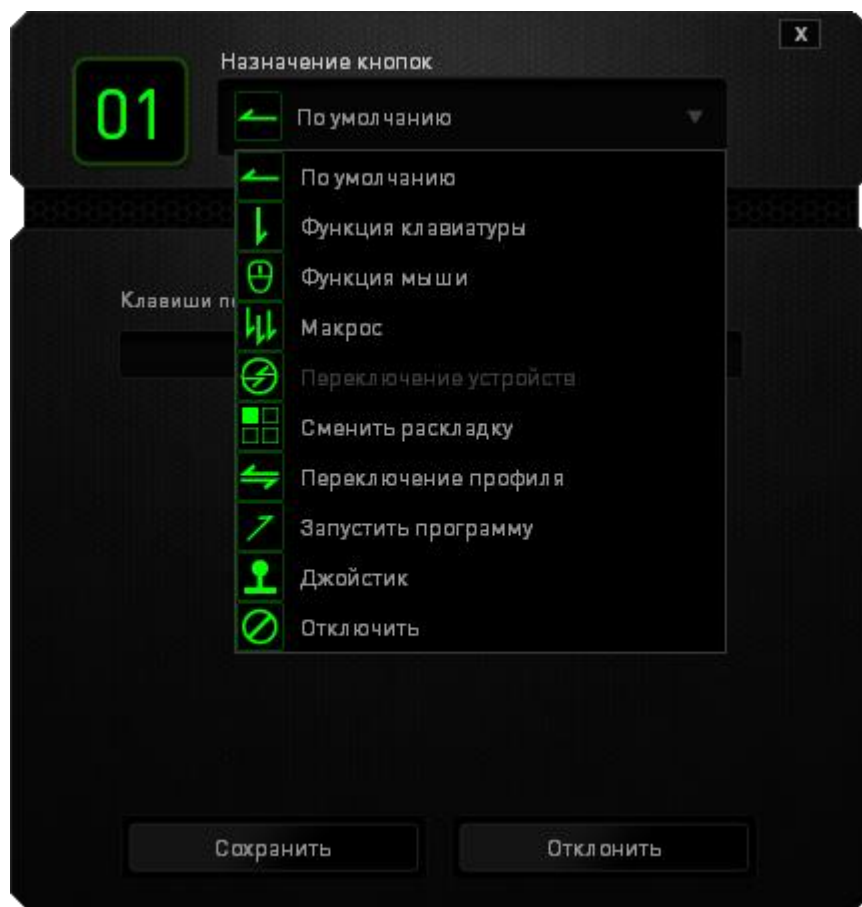 X
Назначение кнопок
01
По умолчанию
По умолчанию
Функция клавиатуры
Функция мыши
Клавиши
Макрос
Переключение устройств
Сменить раскладку
Переключение профиля
Запустить программу
Джойстик
Отключить
Сохранить
Отклонить